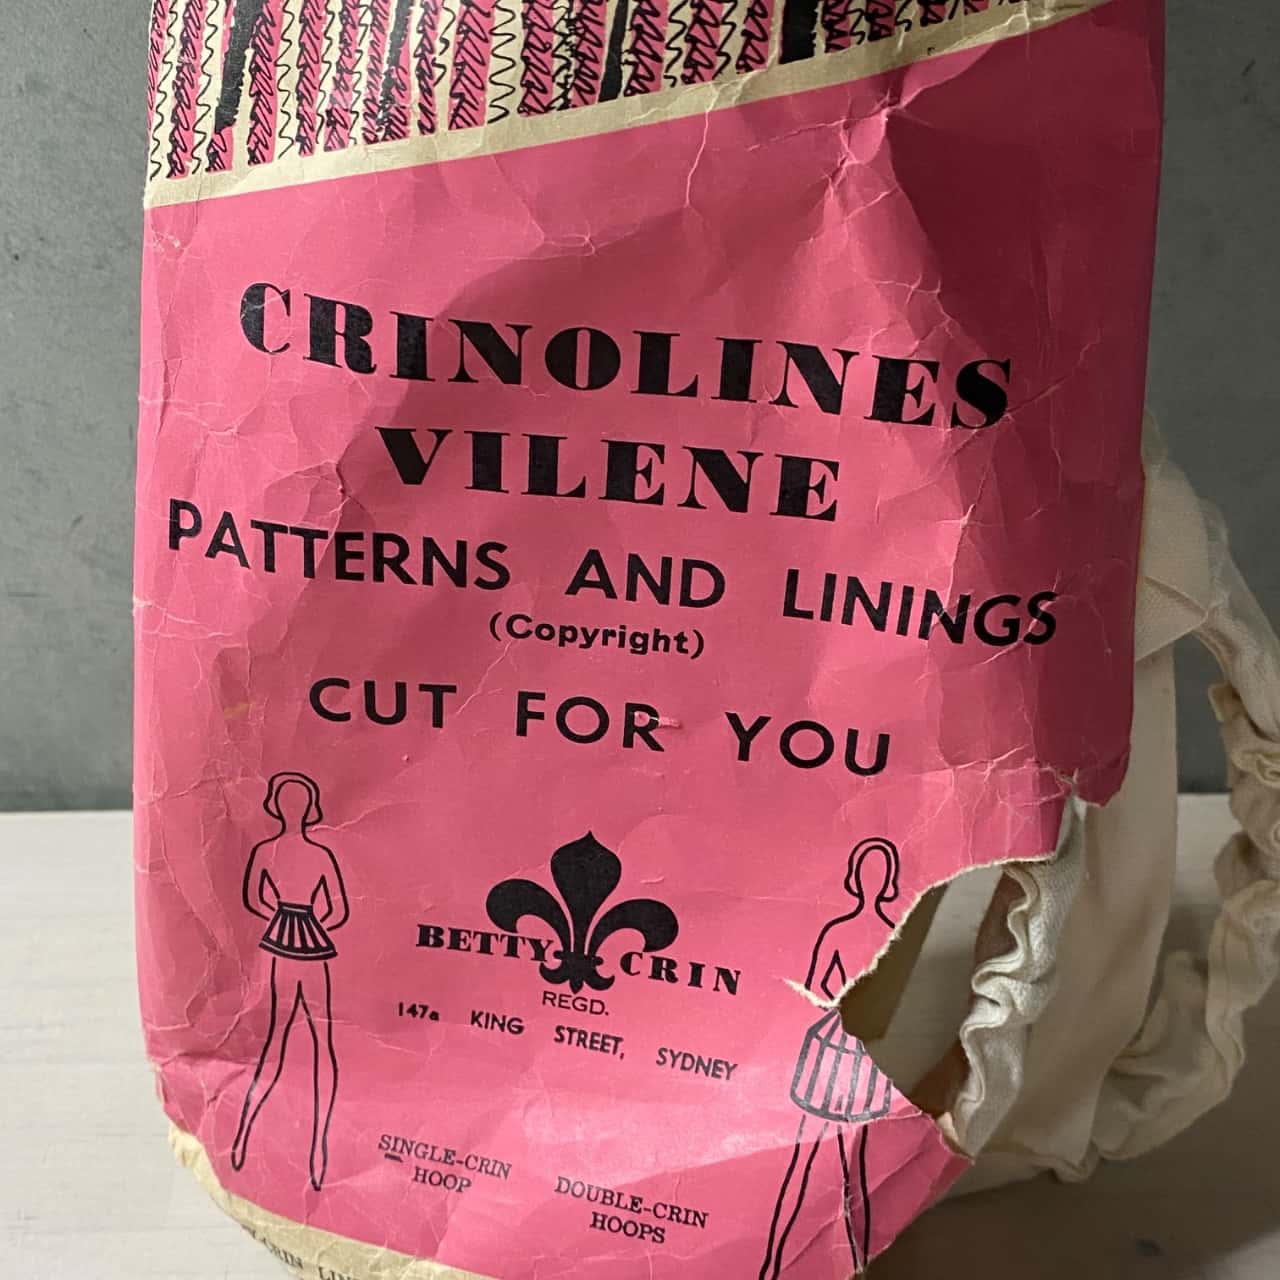 CRINOLINES
VILENE
PATTERNS AND LININGS
(Copyright)
CUT FOR YOU
BETTY CRIN
REGD.
147a KING STREET, SYDNEY
SINGLE-CRIN
HOOP
DOUBLE-CRIN
HOOPS